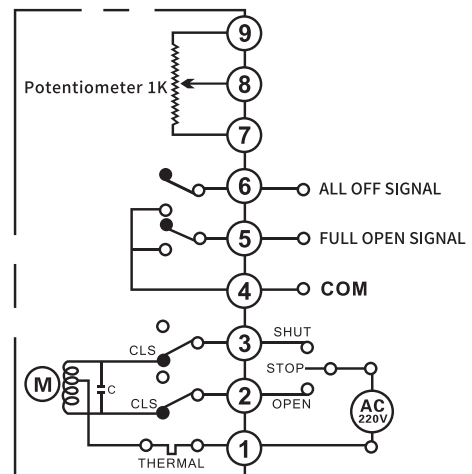 9
Potentiometer 1K
8
7
6
ALL OFF SIGNAL
5
FULL OPEN SIGNAL
4
COM
CLS
3
SHUT
STOP
M
C
CLS
2
OPEN
AC
220V
THERMAL
1